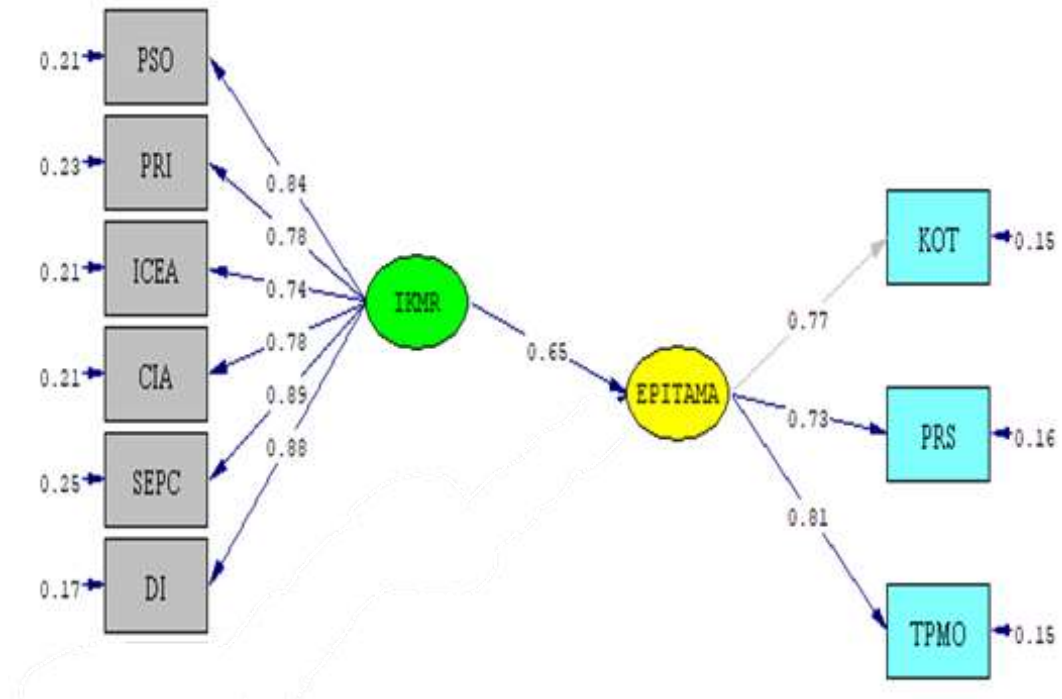 0.21
PSO
0.23
PRI
0.21
ICEA
0.21
CIA
0.25
SEPC
0.17
DI
0.84
0.78
0.74
0.78
0.89
0.88
IKMR
0.65
EPITAMA
0.77
0.73
0.81
KOT
0.15
PRS
0.16
TPMO
0.15